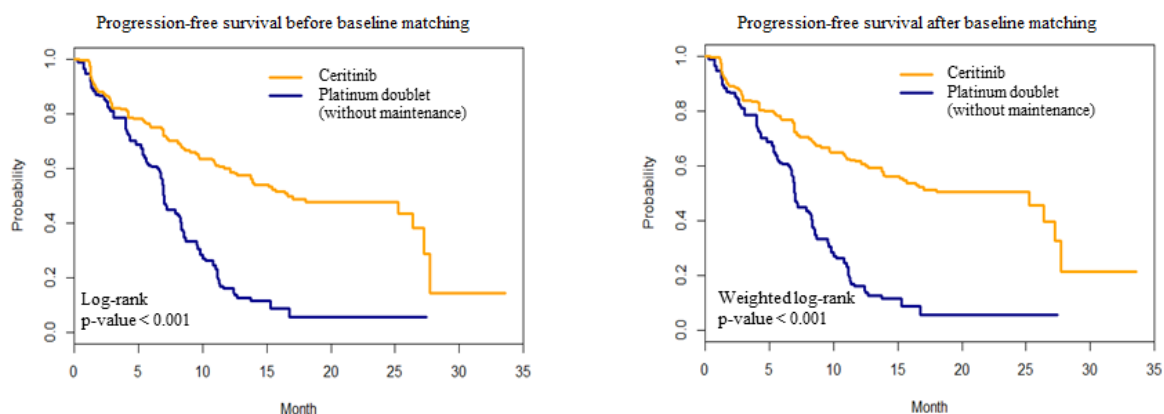 Progression-free survival before baseline matching
1.0
0.8
0.6
0.4
0.2
0.0
Probability
Ceritinib
Platinum doublet
(without maintenance)
Log-rank
p-value < 0.001
0 5 10 15 20 25 30 35
Month
Progression-free survival after baseline matching
1.0
0.8
0.6
0.4
0.2
0.0
Probability
Ceritinib
Platinum doublet
(without maintenance)
Weighted log-rank
p-value < 0.001
0 5 10 15 20 25 30 35
Month